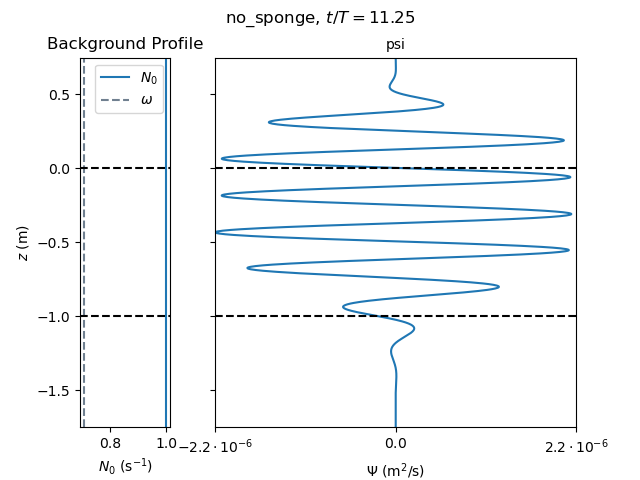 no_sponge, t/T = 11.25
Background Profile
psi
N₀
ω
0.5
0.0
−0.5
−1.0
−1.5
z (m)
0.8
1.0
N₀ (s⁻¹)
−2.2 · 10⁻⁶
0.0
2.2 · 10⁻⁶
Ψ (m²/s)